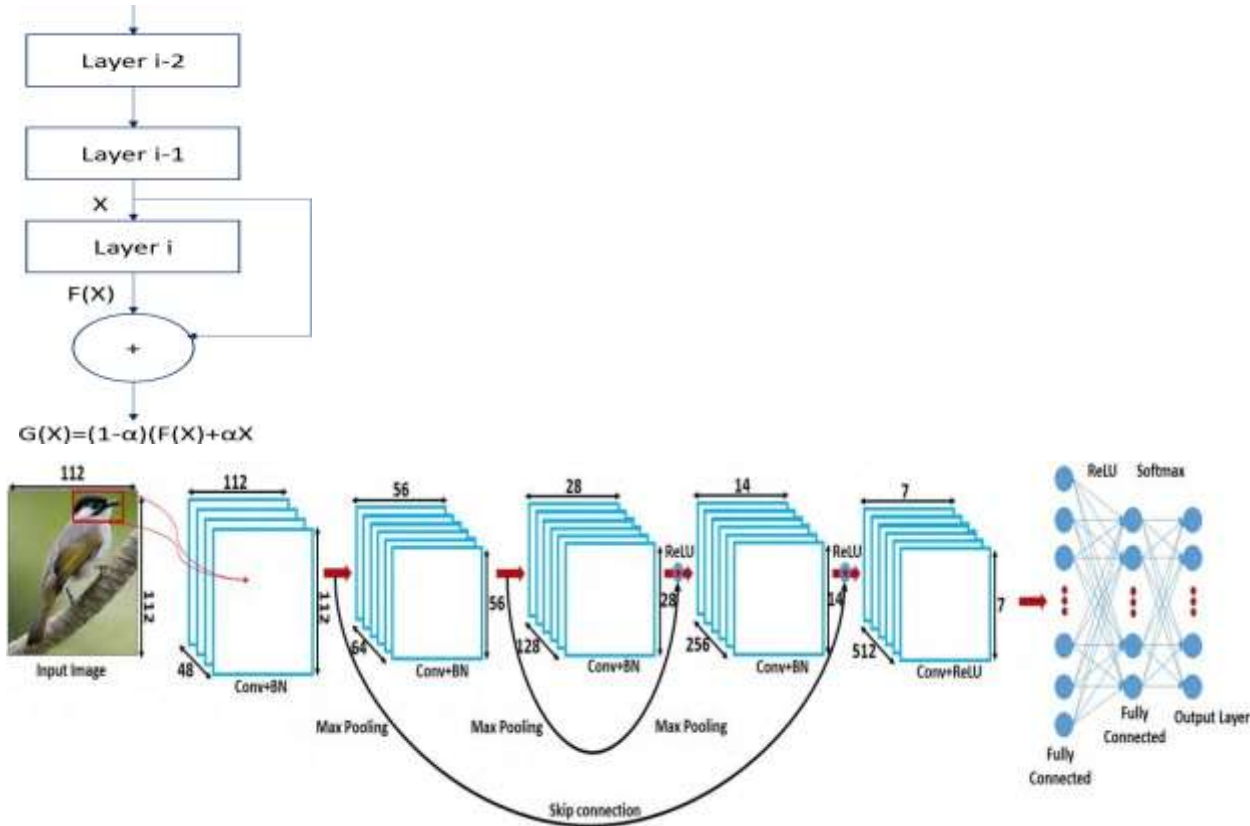 Layer i-2
Layer i-1
X
Layer i
F(X)
+
G(X)=(1-α)(F(X)+αX
112
112
56
28
14
7
ReLU Softmax
ReLU
ReLU
112
112
56
28
14
7
48
64
128
256
512
Input Image
Conv+BN
Conv+BN
Conv+BN
Conv+BN
Conv+ReLU
Max Pooling
Max Pooling
Max Pooling
Fully
Connected
Fully
Connected
Output Layer
Skip connection